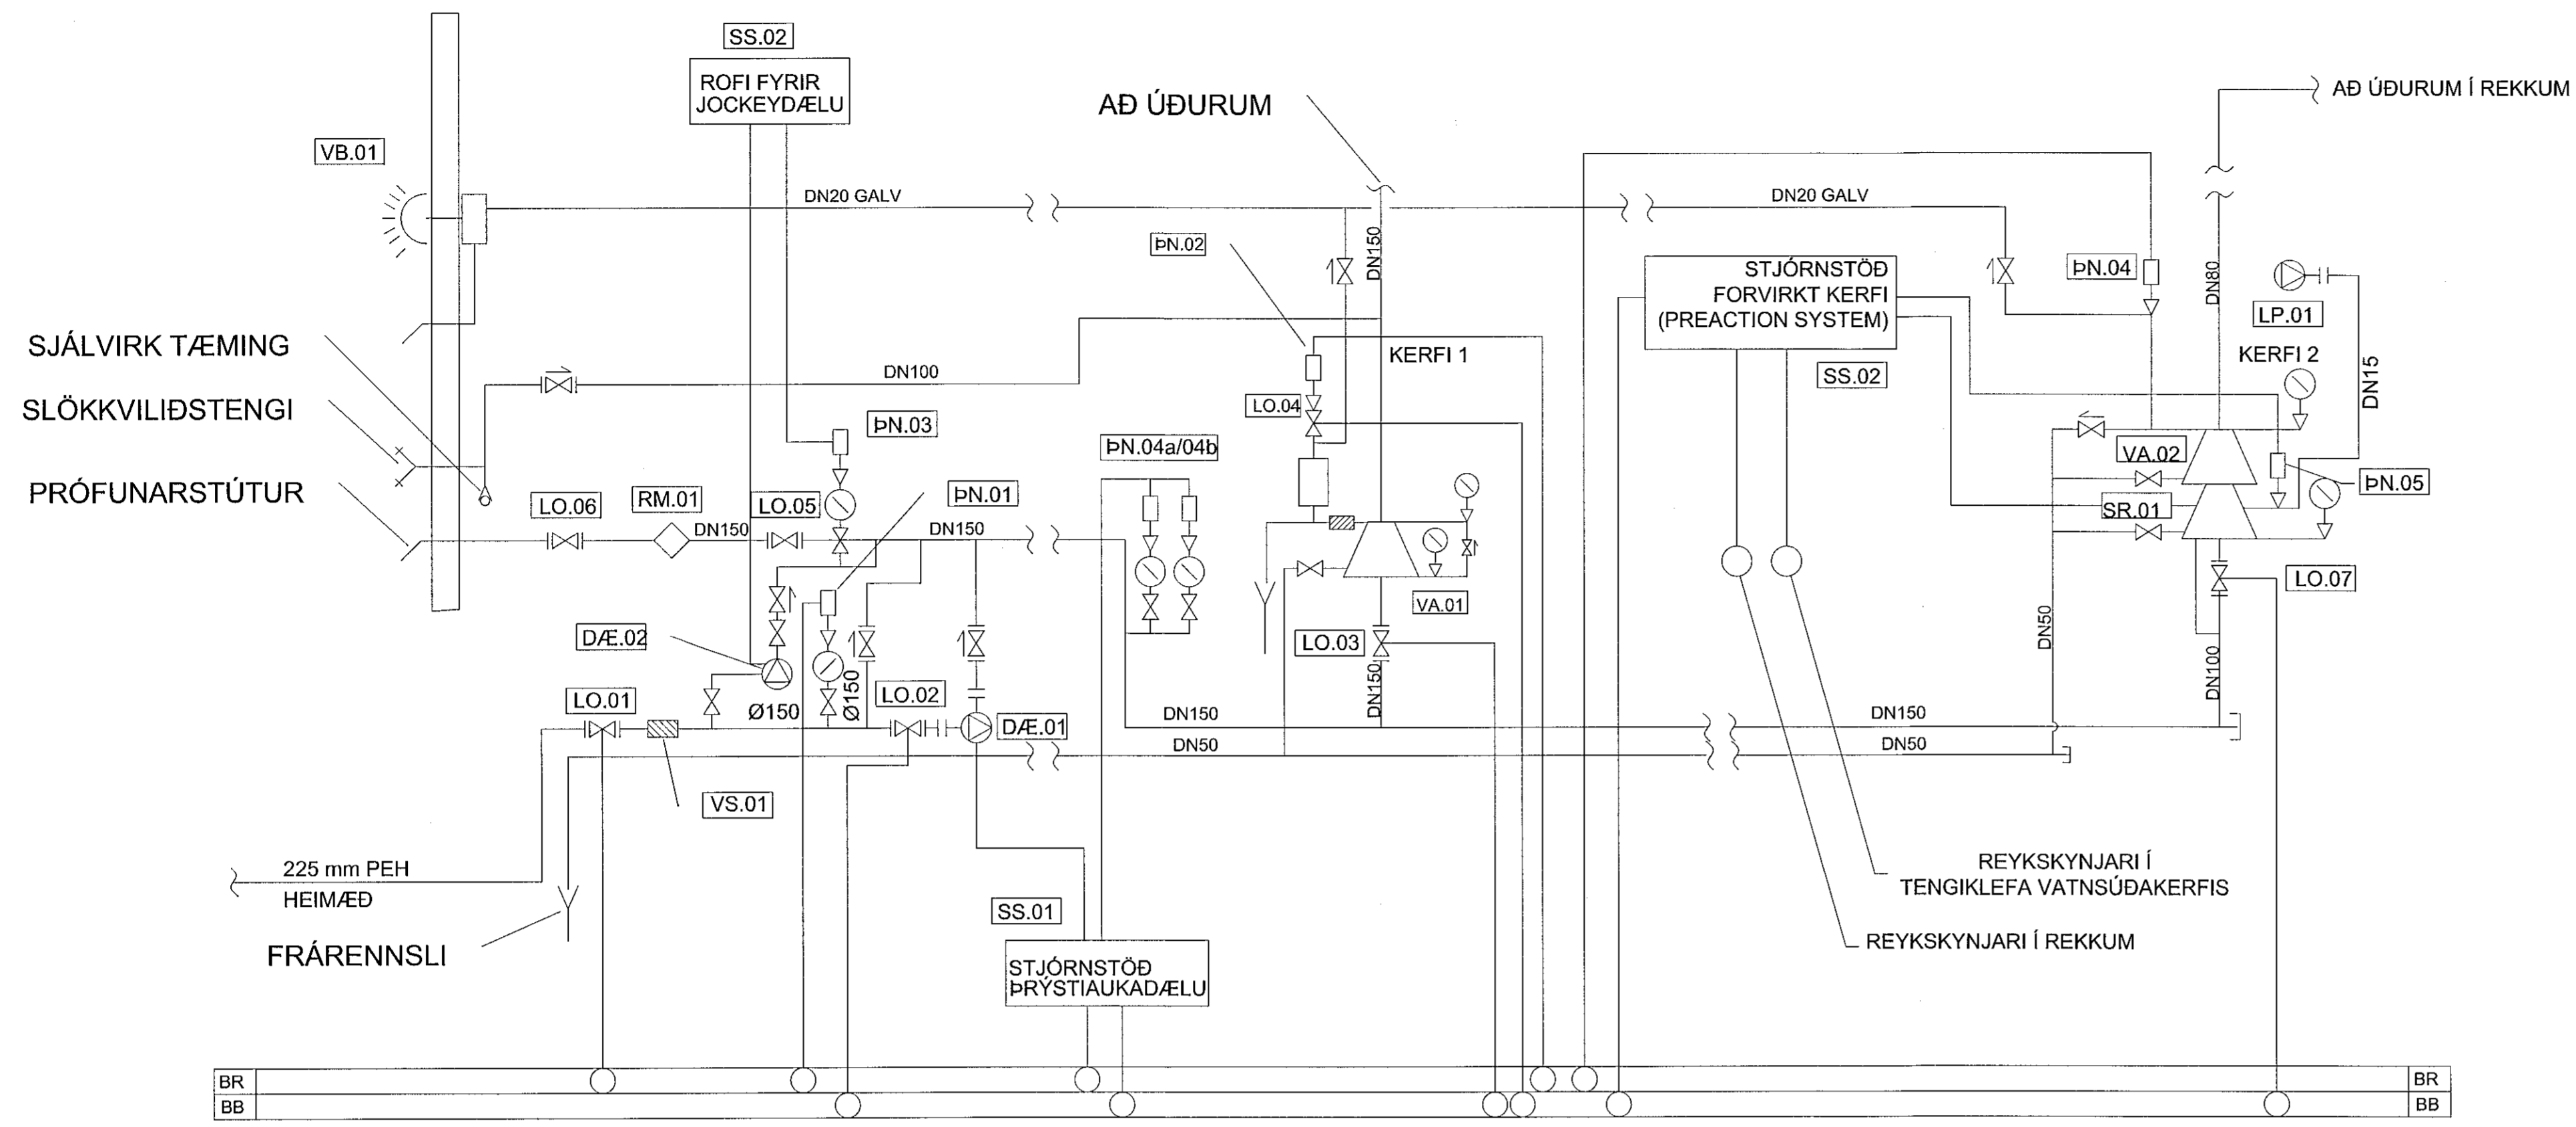 SS.02
ROFI FYRIR
JOCKEYDÆLU
AÐ ÚÐURUM
AÐ ÚÐURUM Í REKKUM
VB.01
DN20 GALV
DN20 GALV
ÞN.02
DN150
STJÓRNSTÖÐ
FORVIRKT KERFI
(PREACTION SYSTEM)
SS.02
ÞN.04
DN80
LP.01
KERFI 1
KERFI 2
DN15
SJÁLVIRK TÆMING
SLÖKKVILIÐSTENGI
PRÓFUNARSTÚTUR
DN100
LO.04
ÞN.03
ÞN.04a/04b
VA.02
ÞN.05
SR.01
LO.06
RM.01
DN150
LO.05
DN150
ÞN.01
LO.07
VA.01
DÆ.02
LO.03
DN50
DN100
LO.01
Ø150
Ø150
LO.02
DÆ.01
DN150
DN150
DN150
DN50
DN50
VS.01
225 mm PEH
HEIMÆÐ
FRÁRENNSLI
REYKSKYNJARI Í
TENGIKLEFA VATNSÚÐAKERFIS
REYKSKYNJARI Í REKKUM
SS.01
STJÓRNSTÖÐ
ÞRÝSTIAUKADÆLU
BR
BR
BB
BB